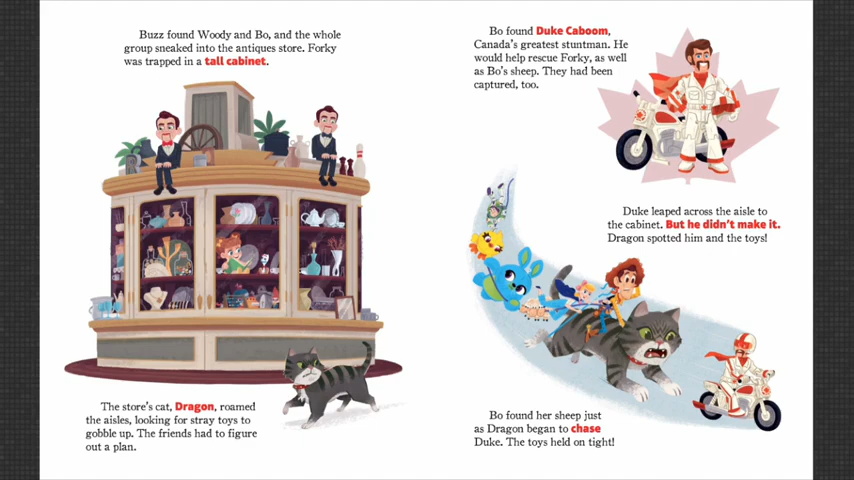 Buzz found Woody and Bo, and the whole
group sneaked into the antiques store. Forky
was trapped in a tall cabinet.
The store's cat, Dragon, roamed
the aisles, looking for stray toys to
gobble up. The friends had to figure
out a plan.
Bo found Duke Caboom,
Canada's greatest stuntman. He
would help rescue Forky, as well
as Bo's sheep. They had been
captured, too.
Duke leaped across the aisle to
the cabinet. But he didn't make it.
Dragon spotted him and the toys!
Bo found her sheep just
as Dragon began to chase
Duke. The toys held on tight!